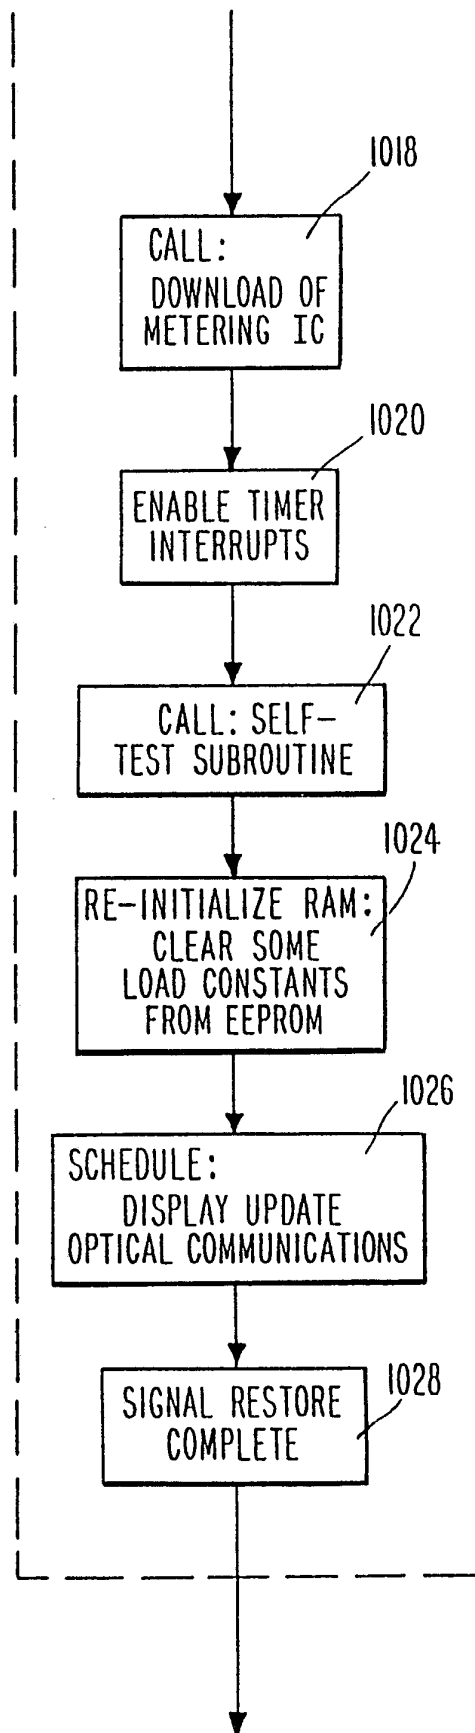 1018
CALL:
DOWNLOAD OF
METERING IC
1020
ENABLE TIMER
INTERRUPTS
1022
CALL: SELF-
TEST SUBROUTINE
1024
RE-INITIALIZE RAM:
CLEAR SOME
LOAD CONSTANTS
FROM EEPROM
1026
SCHEDULE:
DISPLAY UPDATE
OPTICAL COMMUNICATIONS
1028
SIGNAL RESTORE
COMPLETE